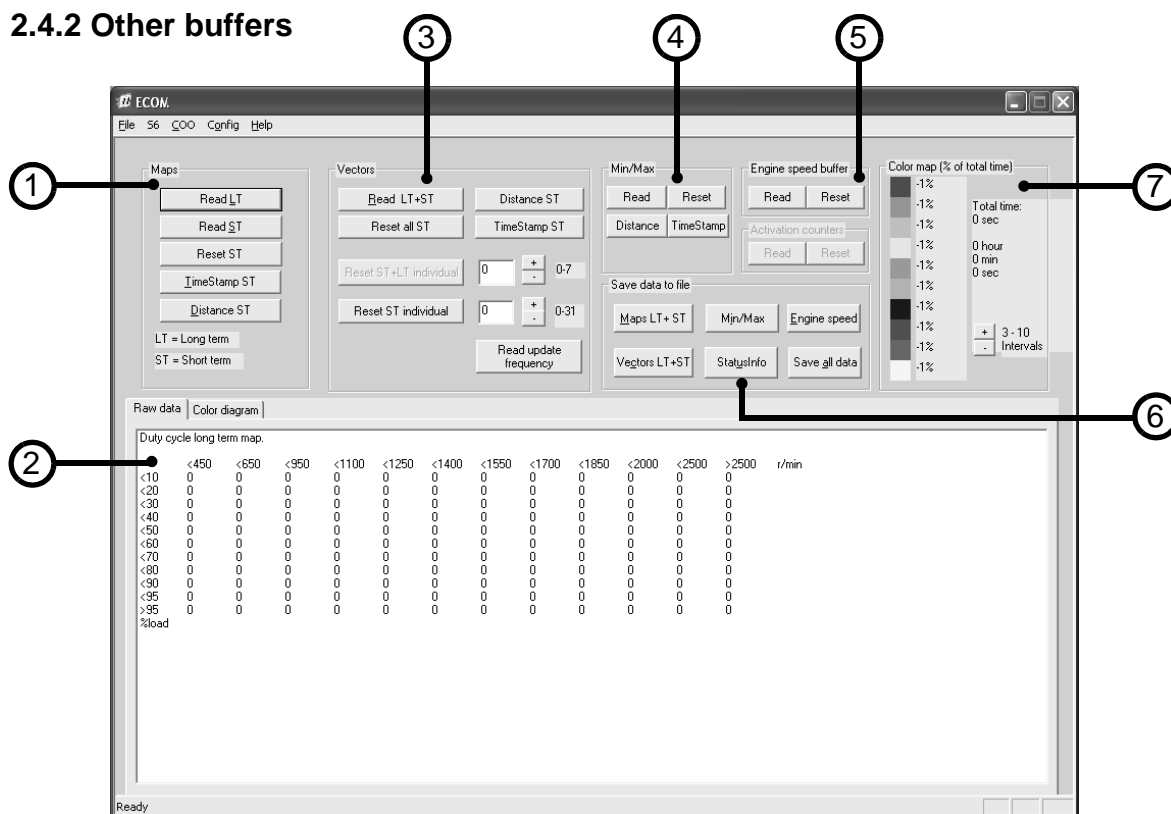 2.4.2 Other buffers
3
4
5
ECOM
File S6 COO Config Help
1
Maps
Read LT
Read ST
Reset ST
TimeStamp ST
Distance ST
LT = Long term
ST = Short term
Vectors
Read LT+ST
Distance ST
Reset all ST
TimeStamp ST
Reset ST+LT individual
0
+
-
0-7
Reset ST individual
0
+
-
0-31
Read update
frequency
Min/Max
Read Reset
Distance TimeStamp
Engine speed buffer
Read Reset
Activation counters
Read Reset
Save data to file
Maps LT+ ST Min/Max Engine speed
Vectors LT+ST StatusInfo Save all data
6
Color map (% of total time)
7
-1%
-1%
-1%
-1%
-1%
-1%
-1%
-1%
-1%
-1%
Total time:
0 sec
0 hour
0 min
0 sec
+
-
3 - 10
Intervals
Raw data Color diagram
2
Duty cycle long term map.
<450 <650 <950 <1100 <1250 <1400 <1550 <1700 <1850 <2000 <2500 >2500 r/min
<10 0 0 0 0 0 0 0 0 0 0 0 0
<20 0 0 0 0 0 0 0 0 0 0 0 0
<30 0 0 0 0 0 0 0 0 0 0 0 0
<40 0 0 0 0 0 0 0 0 0 0 0 0
<50 0 0 0 0 0 0 0 0 0 0 0 0
<60 0 0 0 0 0 0 0 0 0 0 0 0
<70 0 0 0 0 0 0 0 0 0 0 0 0
<80 0 0 0 0 0 0 0 0 0 0 0 0
<90 0 0 0 0 0 0 0 0 0 0 0 0
<95 0 0 0 0 0 0 0 0 0 0 0 0
>95 0 0 0 0 0 0 0 0 0 0 0 0
%load
Ready